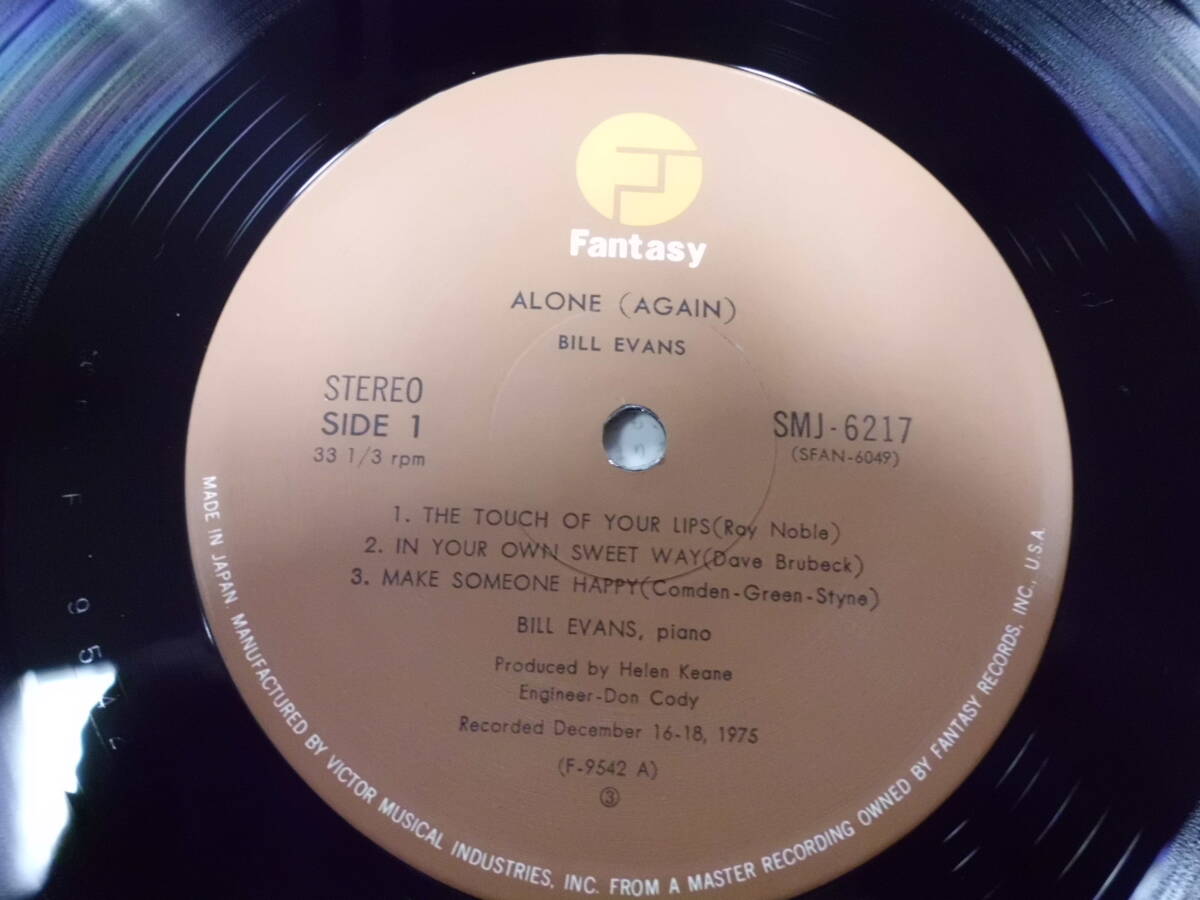 Fantasy
ALONE (AGAIN)
BILL EVANS
STEREO
SIDE 1
33 1/3 rpm
SMJ-6217
(SFAN-6049)
1. THE TOUCH OF YOUR LIPS(Ray Noble)
2. IN YOUR OWN SWEET WAY(Dave Brubeck)
3. MAKE SOMEONE HAPPY(Comden-Green-Styne)
BILL EVANS, piano
Produced by Helen Keane
Engineer-Don Cody
Recorded December 16-18, 1975
(F-9542 A)
③
MADE IN JAPAN. MANUFACTURED BY VICTOR MUSICAL INDUSTRIES, INC. FROM A MASTER RECORDING OWNED BY FANTASY RECORDS, INC., U.S.A.